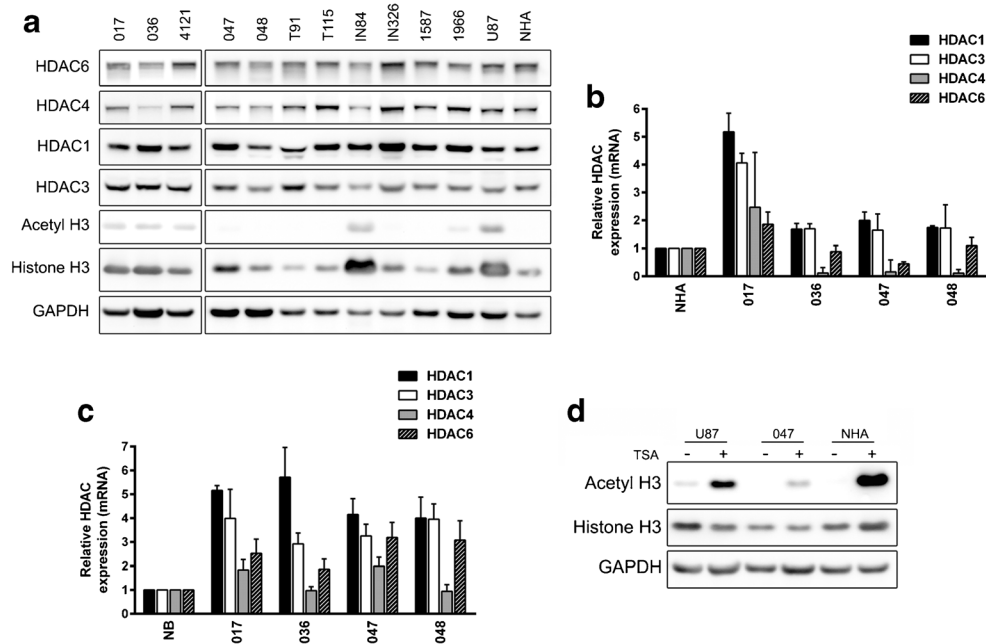 a
017 036 4121 047 048 T91 T115 IN84 IN326 1587 1966 U87 NHA
HDAC6
HDAC4
HDAC1
HDAC3
Acetyl H3
Histone H3
GAPDH
b
HDAC1
HDAC3
HDAC4
HDAC6
Relative HDAC
expression (mRNA)
6
5
4
3
2
1
0
NHA 017 036 047 048
c
HDAC1
HDAC3
HDAC4
HDAC6
Relative HDAC
expression (mRNA)
7
6
5
4
3
2
1
0
NB 017 036 047 048
d
U87 047 NHA
TSA - + - + - +
Acetyl H3
Histone H3
GAPDH